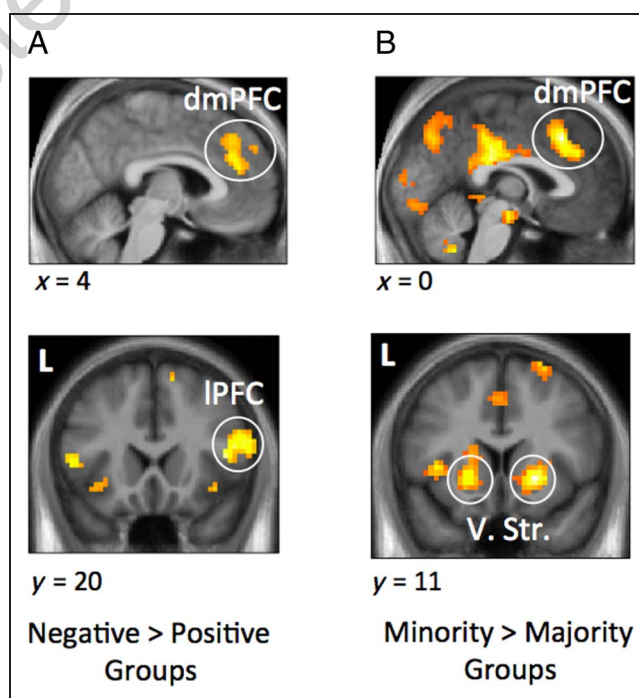 A
dmPFC
x = 4
L
lPFC
y = 20
Negative > Positive
Groups
B
dmPFC
x = 0
L
V. Str.
y = 11
Minority > Majority
Groups